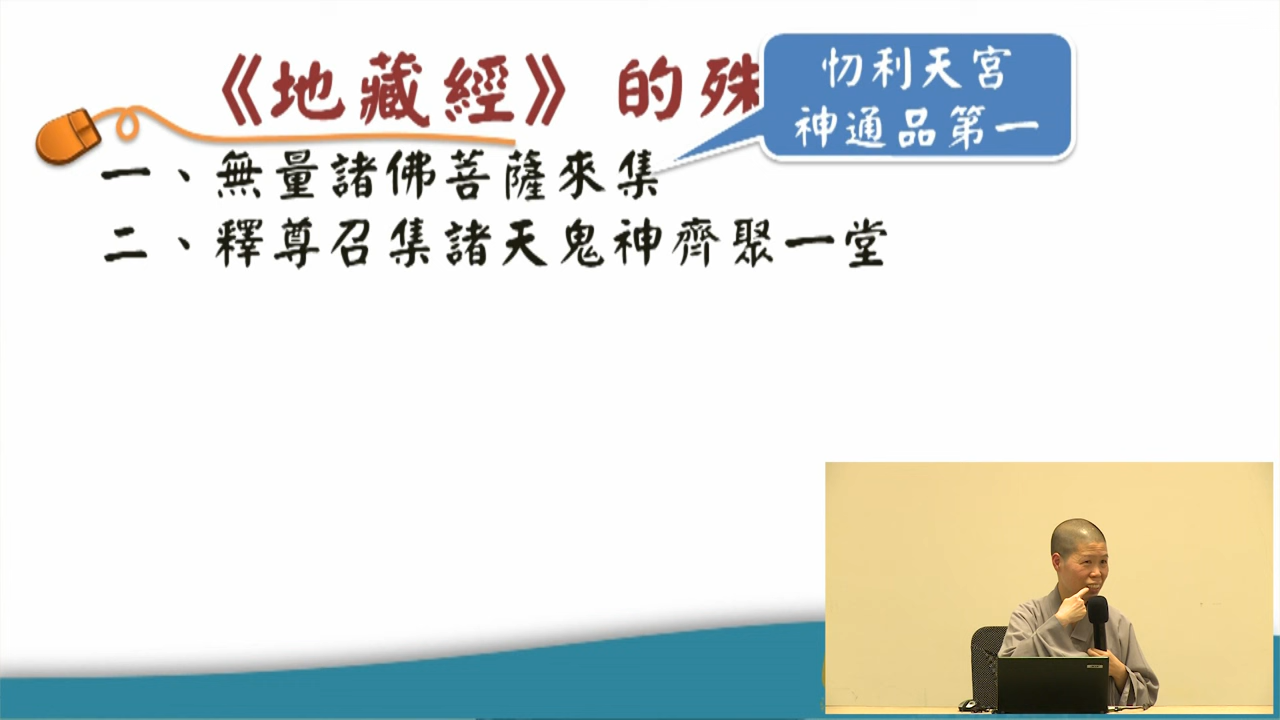 《地藏經》的殊
忉利天宮
神通品第一
一、無量諸佛菩薩來集
二、釋尊召集諸天鬼神齊聚一堂